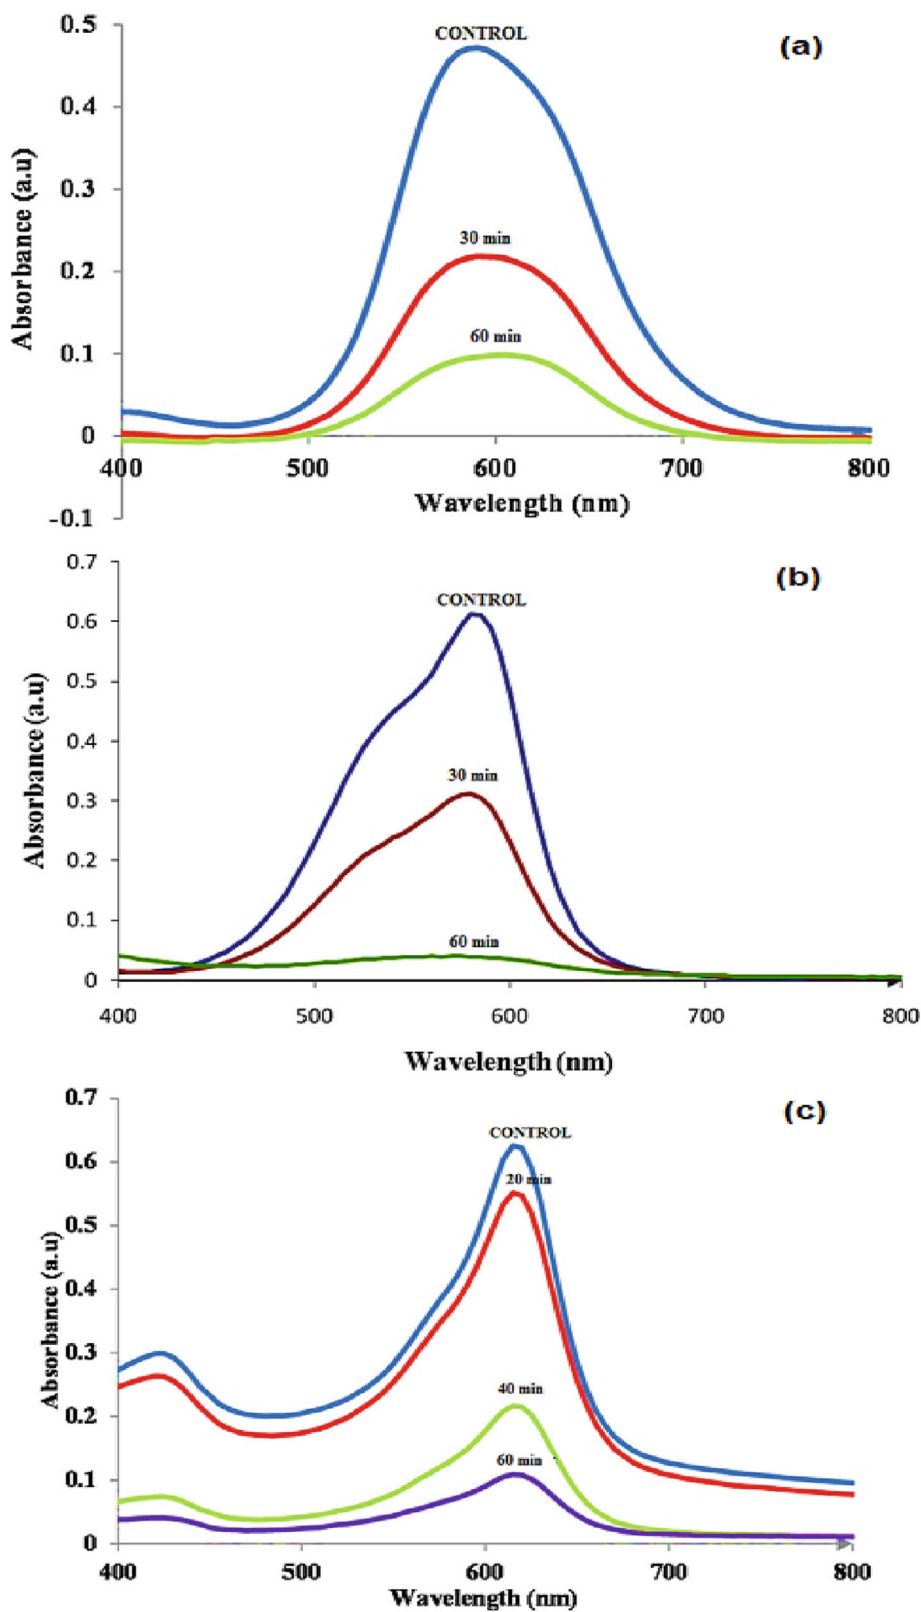 0.5
CONTROL
(a)
0.4
0.3
30 min
0.2
60 min
0.1
0
400
500
600
700
800
-0.1
Wavelength (nm)
Absorbance (a.u)
0.7
(b)
CONTROL
0.6
0.5
0.4
30 min
0.3
0.2
0.1
60 min
0
400
500
600
700
800
Wavelength (nm)
Absorbance (a.u)
0.7
(c)
CONTROL
0.6
20 min
0.5
0.4
0.3
40 min
0.2
60 min
0.1
0
400
500
600
700
800
Wavelength (nm)
Absorbance (a.u)